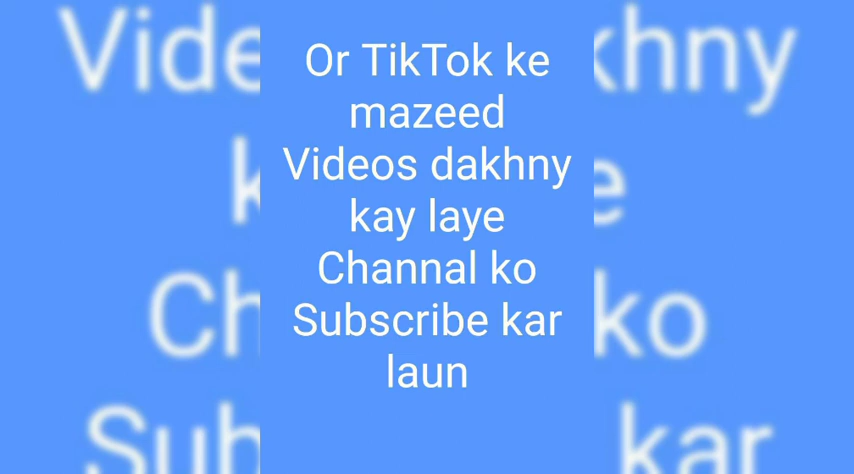 Or TikTok ke
mazeed
Videos dakhny
kay laye
Channal ko
Subscribe kar
laun